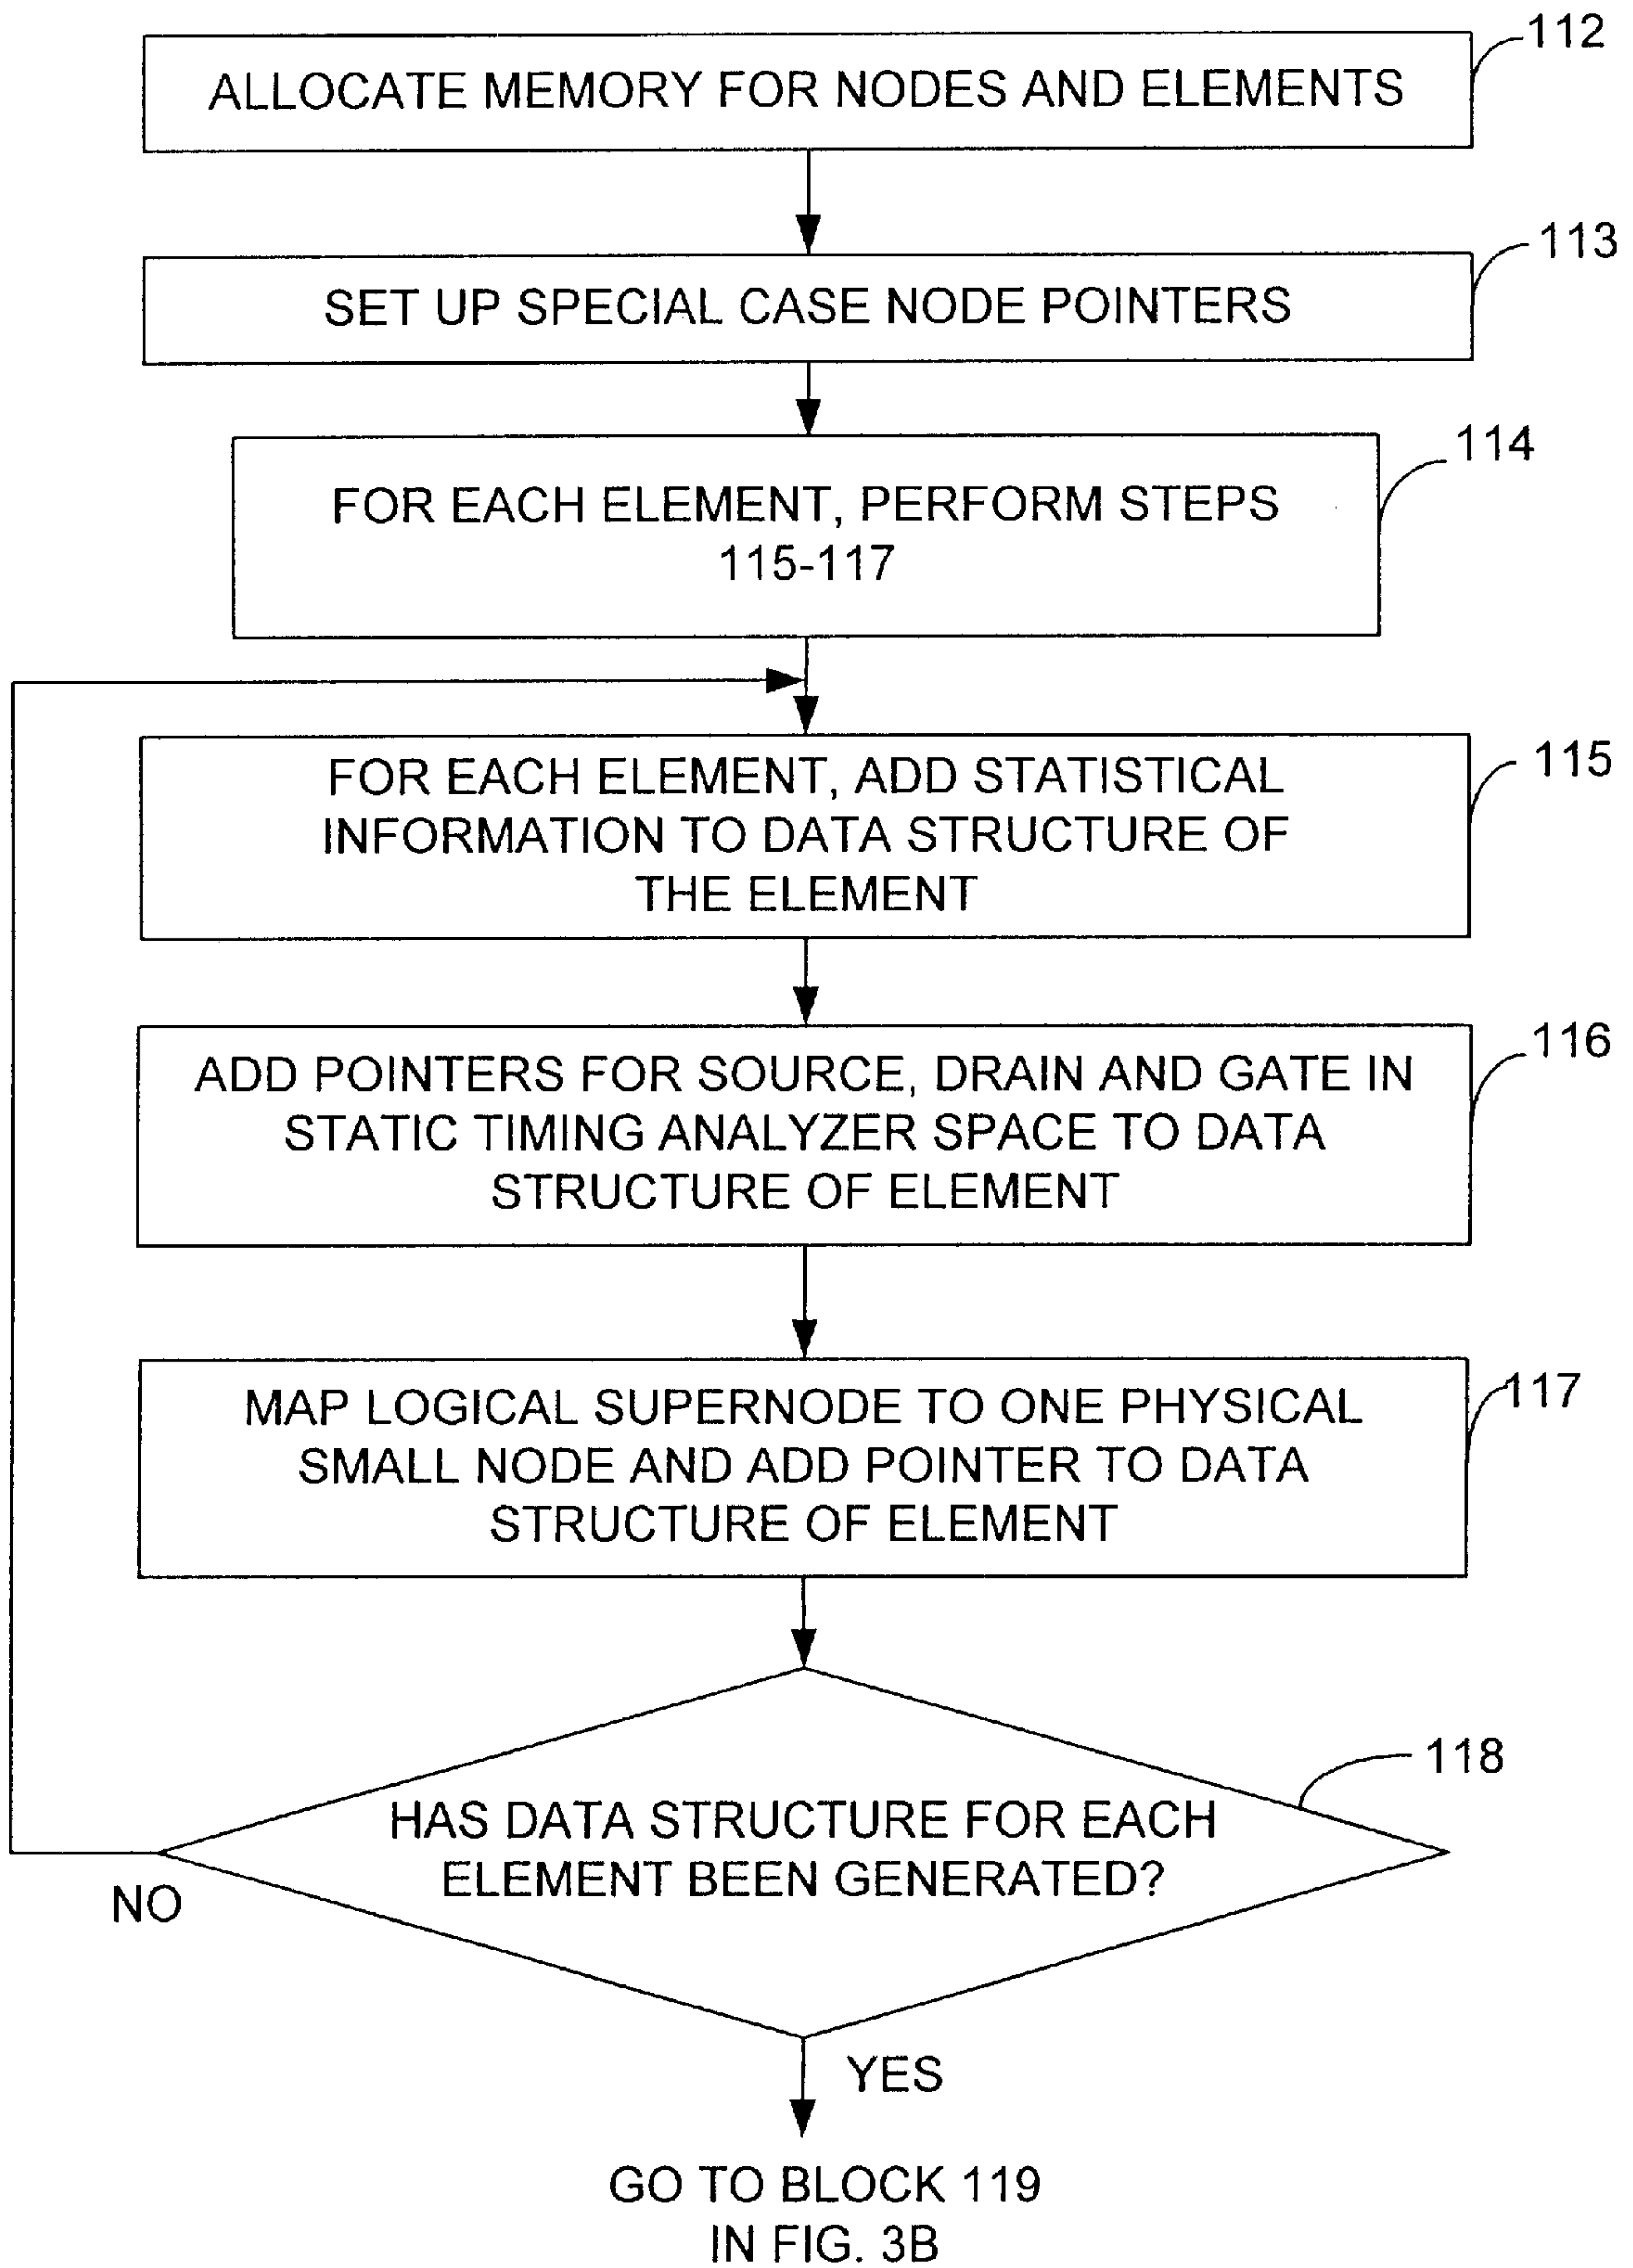 112
ALLOCATE MEMORY FOR NODES AND ELEMENTS
113
SET UP SPECIAL CASE NODE POINTERS
114
FOR EACH ELEMENT, PERFORM STEPS
115-117
115
FOR EACH ELEMENT, ADD STATISTICAL
INFORMATION TO DATA STRUCTURE OF
THE ELEMENT
116
ADD POINTERS FOR SOURCE, DRAIN AND GATE IN
STATIC TIMING ANALYZER SPACE TO DATA
STRUCTURE OF ELEMENT
117
MAP LOGICAL SUPERNODE TO ONE PHYSICAL
SMALL NODE AND ADD POINTER TO DATA
STRUCTURE OF ELEMENT
118
HAS DATA STRUCTURE FOR EACH
ELEMENT BEEN GENERATED?
NO
YES
GO TO BLOCK 119
IN FIG. 3B